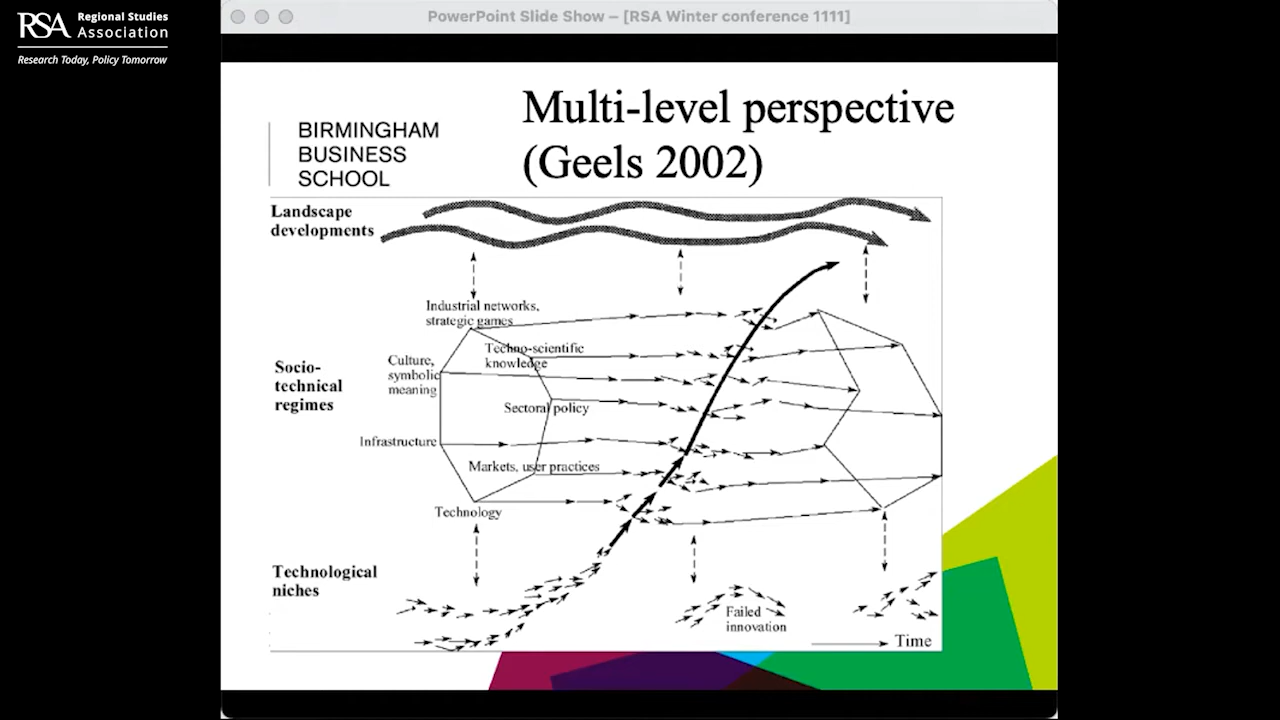 RSA Regional Studies
Association
Research Today, Policy Tomorrow
PowerPoint Slide Show – [RSA Winter conference 1111]
BIRMINGHAM
BUSINESS
SCHOOL
Multi-level perspective
(Geels 2002)
Landscape
developments
Industrial networks,
strategic games
Techno-scientific
knowledge
Culture,
symbolic
meaning
Socio-
technical
regimes
Sectoral policy
Infrastructure
Markets, user practices
Technology
Technological
niches
Failed
innovation
Time